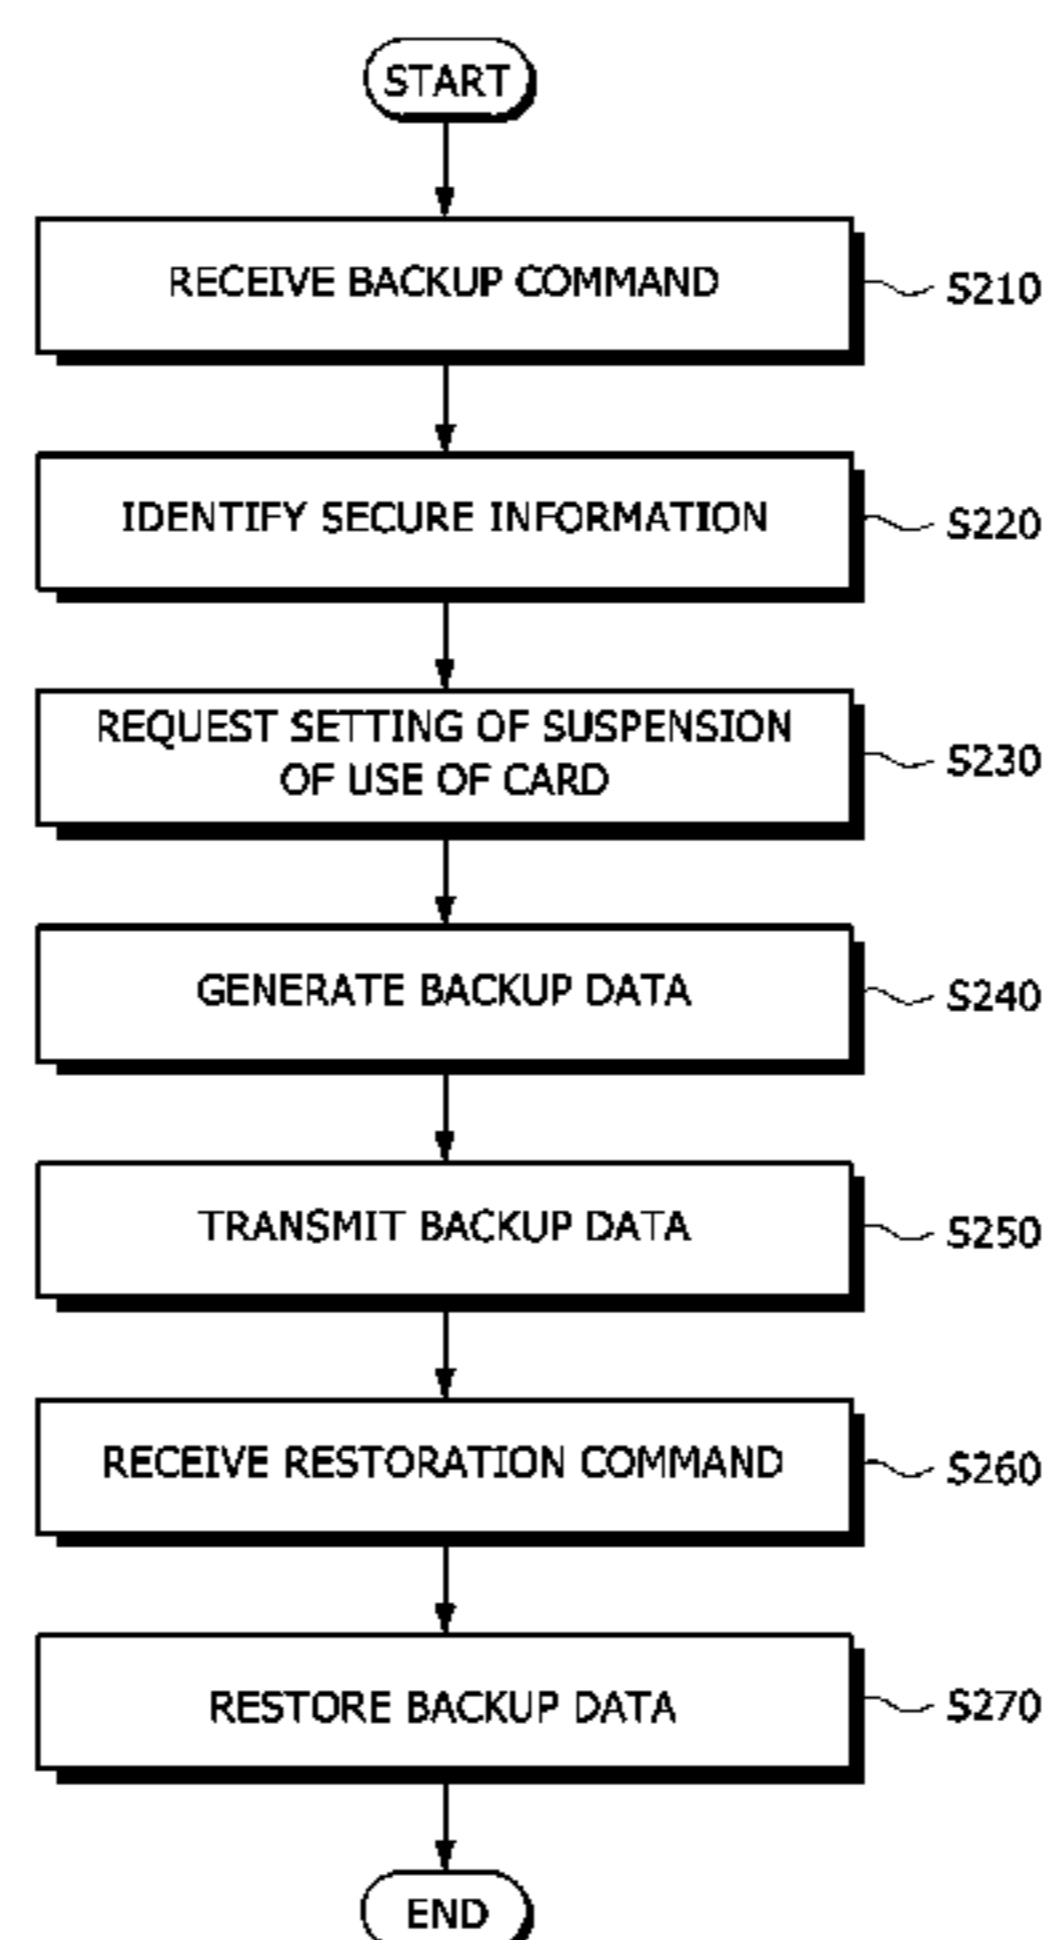 START
RECEIVE BACKUP COMMAND
S210
IDENTIFY SECURE INFORMATION
S220
REQUEST SETTING OF SUSPENSION
OF USE OF CARD
S230
GENERATE BACKUP DATA
S240
TRANSMIT BACKUP DATA
S250
RECEIVE RESTORATION COMMAND
S260
RESTORE BACKUP DATA
S270
END